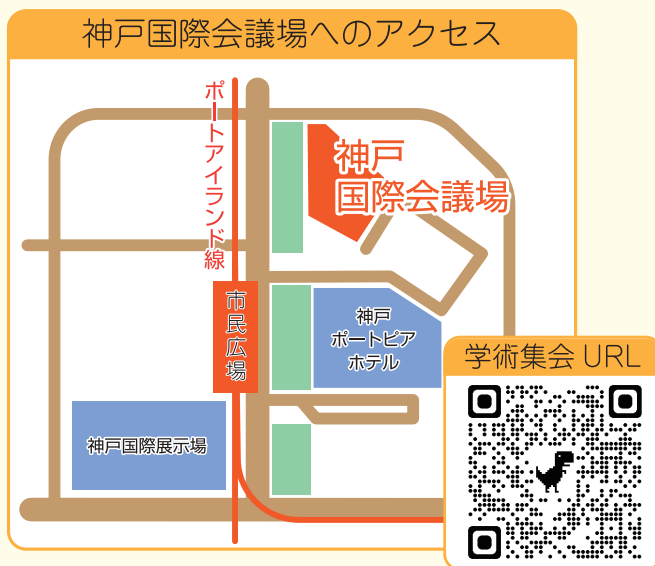 神戸国際会議場へのアクセス
ポートアイランド線
神戸
国際会議場
市民広場
神戸
ポートピア
ホテル
神戸国際展示場
学術集会 URL